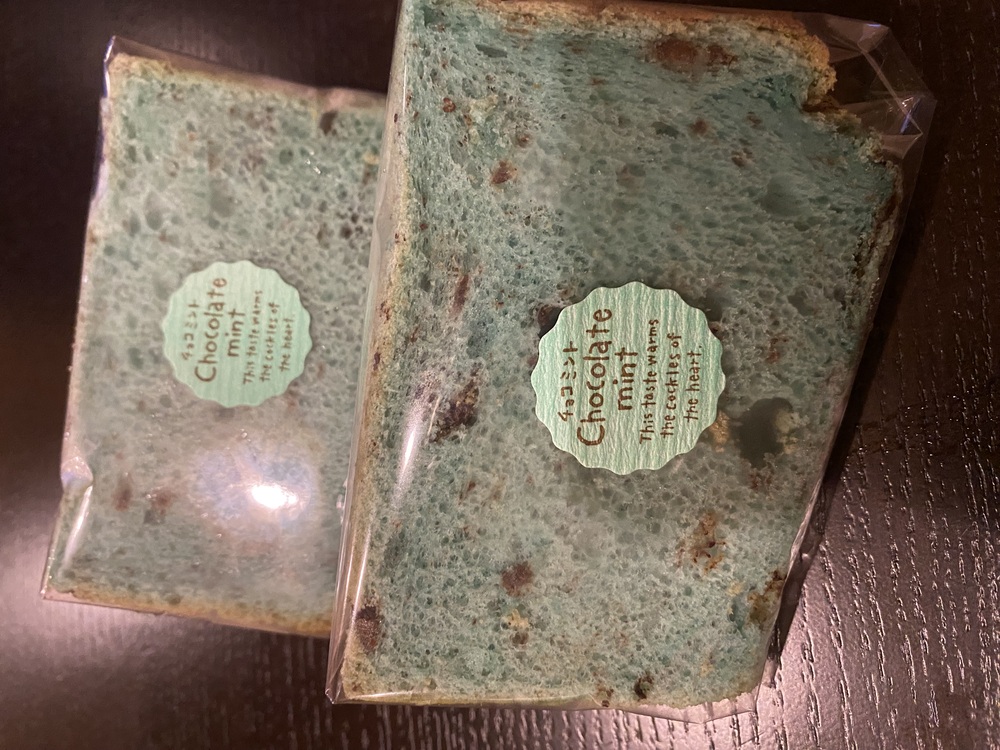 チョコミント
Chocolate
mint
This taste warms
the cockles of
the heart.
チョコミント
Chocolate
mint
This taste warms
the cockles of
the heart.